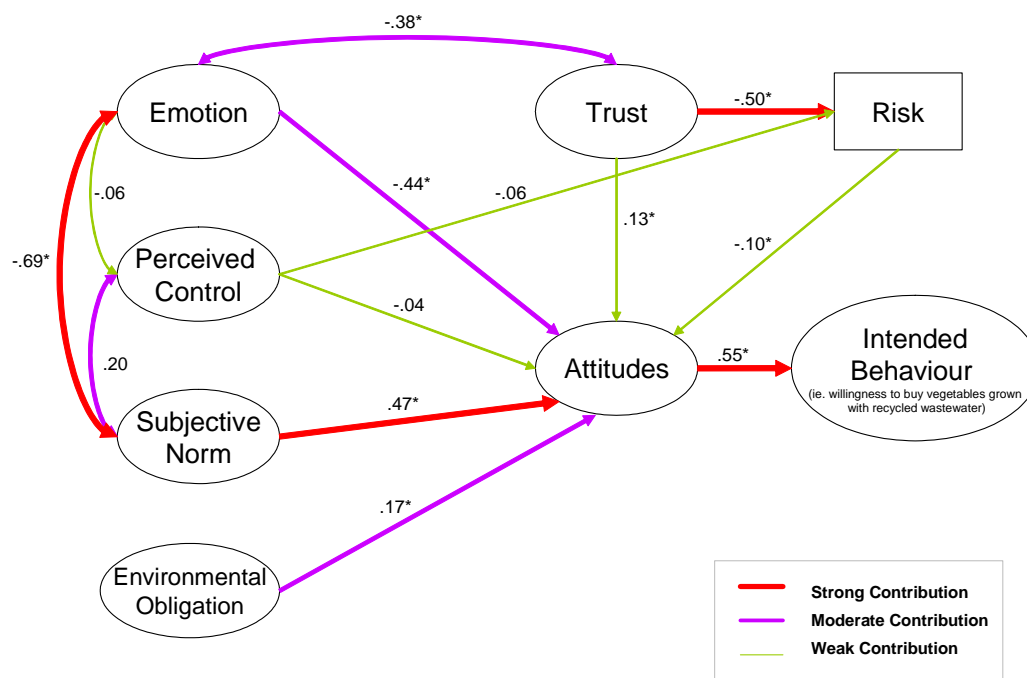 -.38*
Emotion
Trust
-.50*
Risk
-.44*
-.06
-.06
.13*
-.69*
Perceived
Control
-.10*
-.04
.20
Attitudes
.55*
Intended
Behaviour
(ie. willingness to buy vegetables grown
with recycled wastewater)
Subjective
Norm
.47*
.17*
Environmental
Obligation
Strong Contribution
Moderate Contribution
Weak Contribution